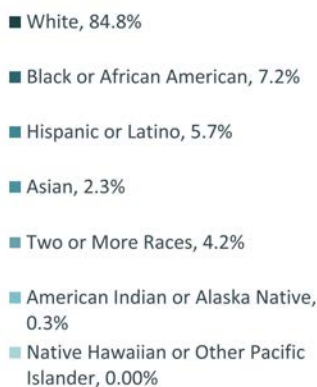 White, 84.8%
Black or African American, 7.2%
Hispanic or Latino, 5.7%
Asian, 2.3%
Two or More Races, 4.2%
American Indian or Alaska Native,
0.3%
Native Hawaiian or Other Pacific
Islander, 0.00%